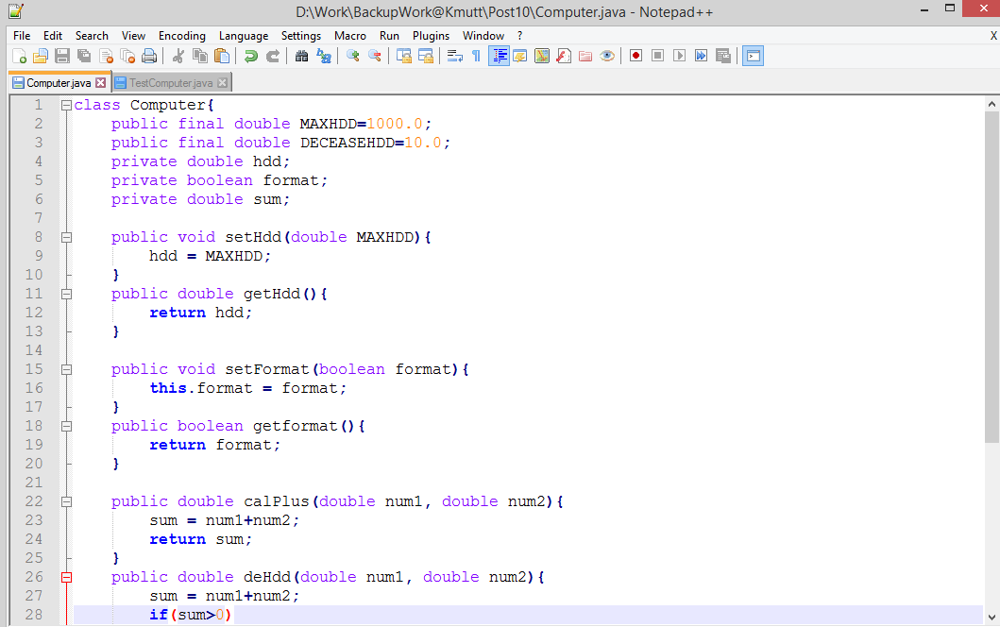 D:\Work\BackupWork@Kmutt\Post10\Computer.java - Notepad++
File Edit Search View Encoding Language Settings Macro Run Plugins Window ? X
Computer.java TestComputer.java
1 class Computer{
2 public final double MAXHDD=1000.0;
3 public final double DECEASEHDD=10.0;
4 private double hdd;
5 private boolean format;
6 private double sum;
7
8 public void setHdd(double MAXHDD){
9 hdd = MAXHDD;
10 }
11 public double getHdd(){
12 return hdd;
13 }
14
15 public void setFormat(boolean format){
16 this.format = format;
17 }
18 public boolean getformat(){
19 return format;
20 }
21
22 public double calPlus(double num1, double num2){
23 sum = num1+num2;
24 return sum;
25 }
26 public double deHdd(double num1, double num2){
27 sum = num1+num2;
28 if(sum>0)